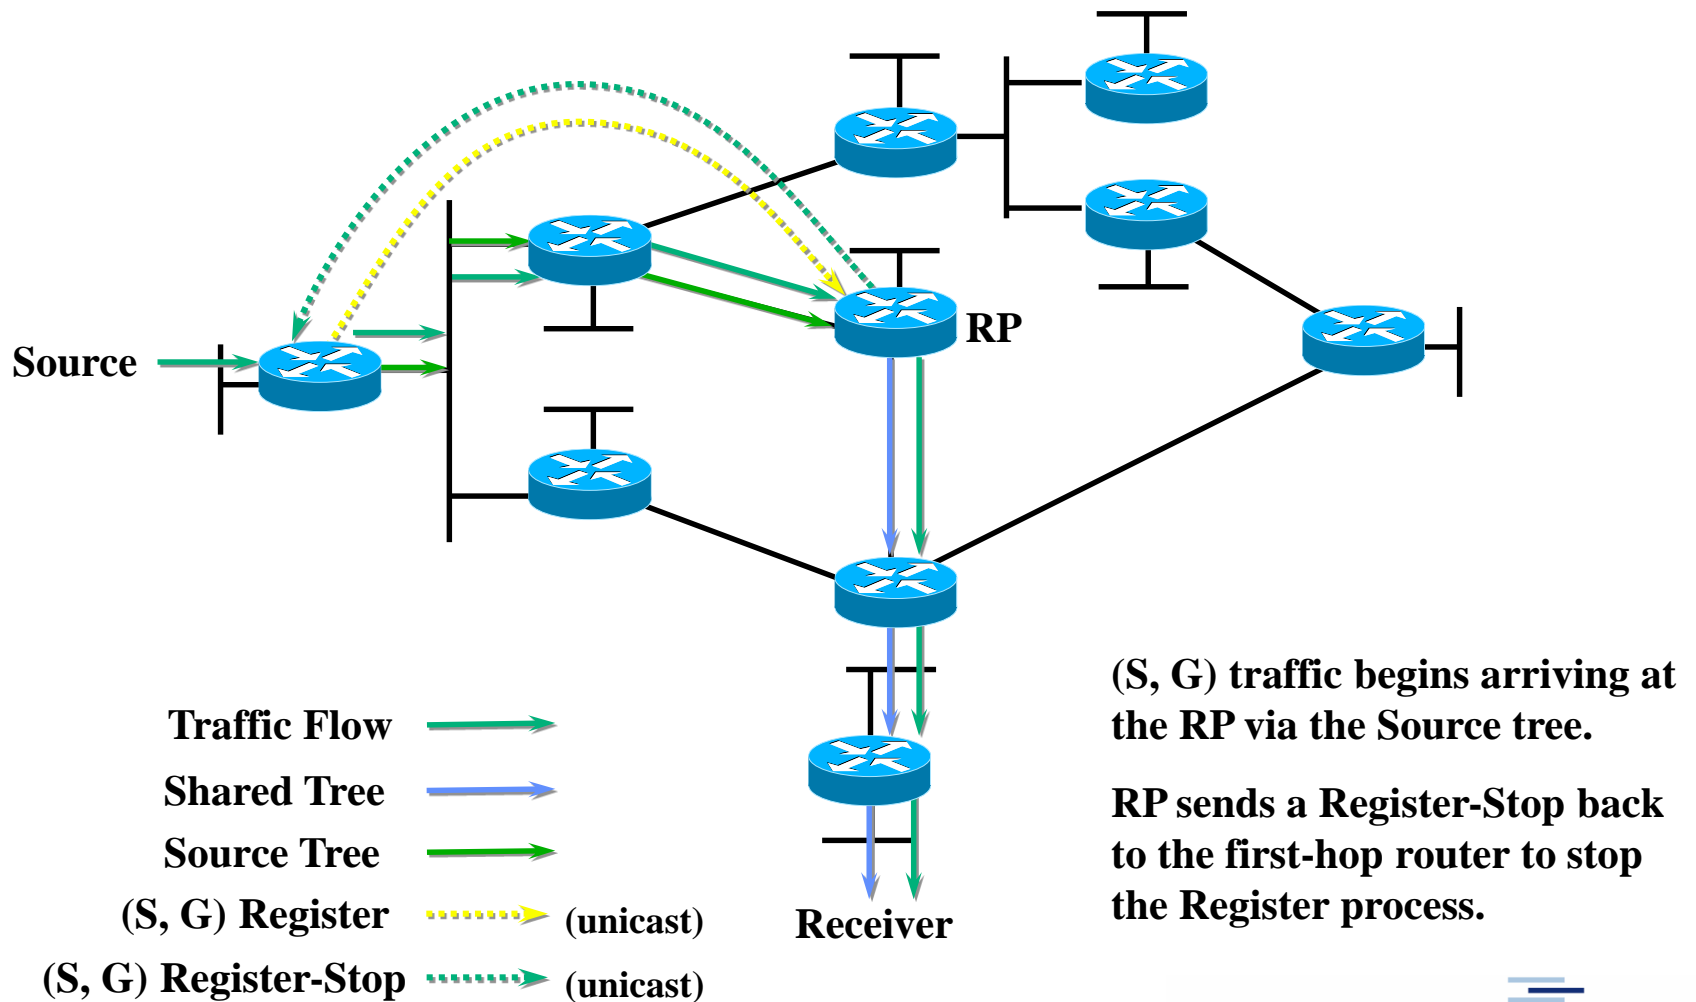 RP
Source
(S, G) traffic begins arriving at
the RP via the Source tree.
RP sends a Register-Stop back
to the first-hop router to stop
the Register process.
Traffic Flow
Shared Tree
Source Tree
(S, G) Register (unicast)
(S, G) Register-Stop (unicast)
Receiver